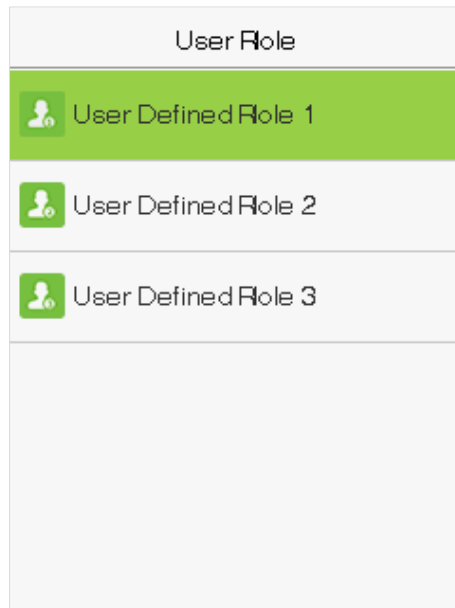 User Role
User Defined Role 1
User Defined Role 2
User Defined Role 3